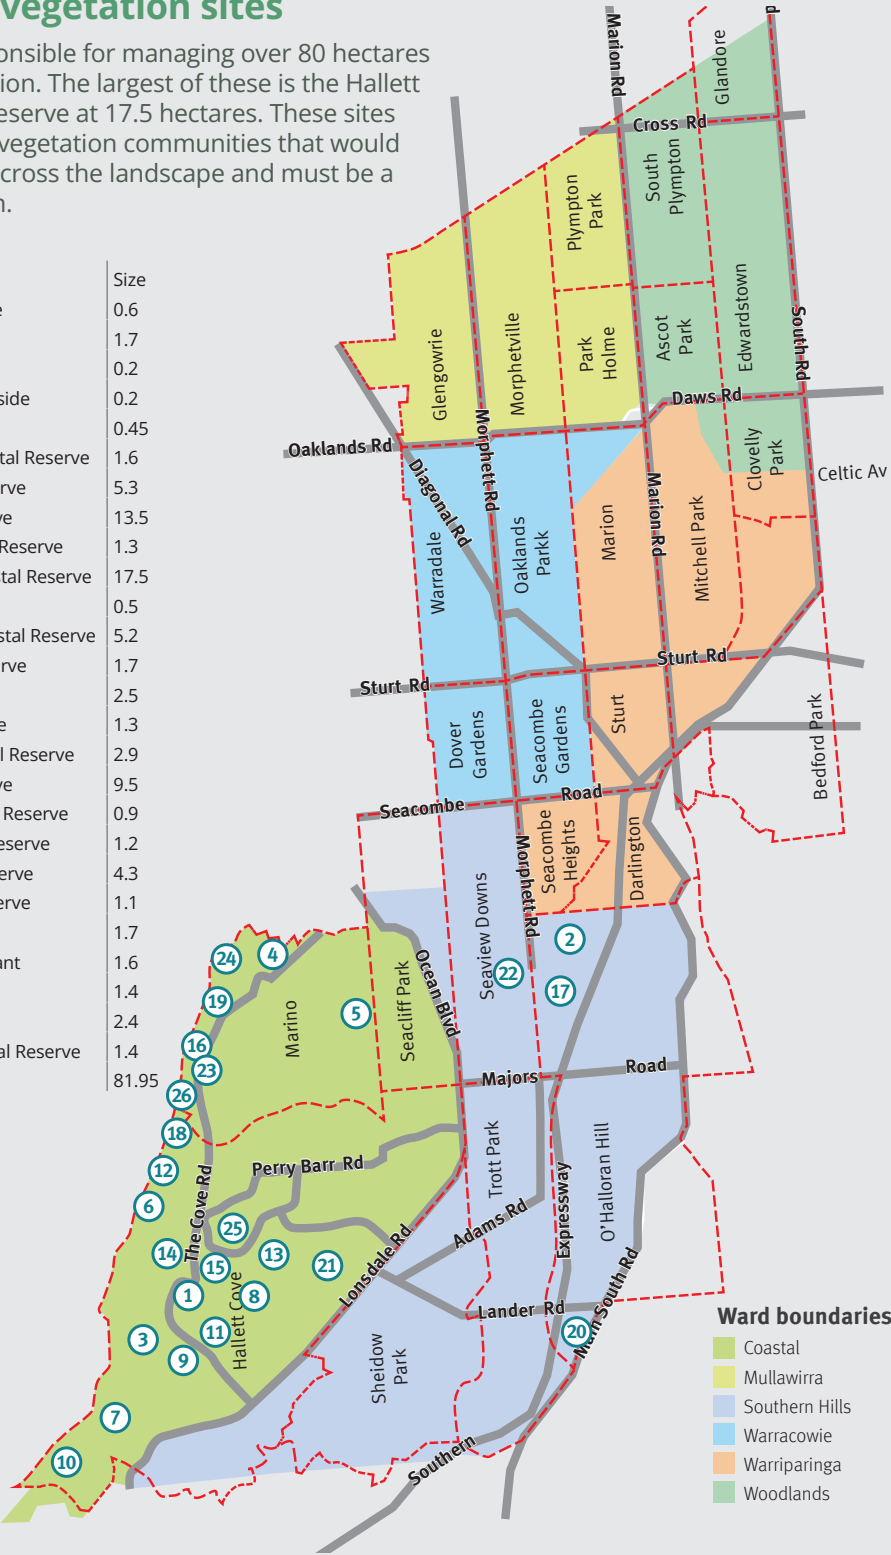 vegetation sites
onsible for managing over 80 hectares
ion. The largest of these is the Hallett
eserve at 17.5 hectares. These sites
vegetation communities that would
cross the landscape and must be a
n.
Size
e 0.6
1.7
0.2
side 0.2
0.45
tal Reserve 1.6
rve 5.3
ve 13.5
Reserve 1.3
stal Reserve 17.5
0.5
stal Reserve 5.2
rve 1.7
2.5
e 1.3
l Reserve 2.9
ve 9.5
Reserve 0.9
eserve 1.2
erve 4.3
erve 1.1
1.7
ant 1.6
1.4
2.4
al Reserve 1.4
81.95
Marion Rd
d
Glandore
Cross Rd
South
Plympton
Plympton
Park
Edwardstown
South Rd
Ascot
Park
Park
Holme
Morphetville
Glengowrie
Daws Rd
Oaklands Rd
Morphett Rd
Diagonal Rd
Clovelly
Park
Celtic Av
Marion Rd
Marion
Mitchell Park
Oaklands
Parkk
Warradale
Sturt Rd
Sturt Rd
Dover
Gardens
Seacombe
Gardens
Sturt
Bedford Park
Seacombe
Road
Morphett Rd
Seacombe
Heights
Darlington
Seaview Downs
2
22
17
24
4
19
5
Marino
Seacliff Park
Ocean Blvd
16
23
26
18
Majors
Road
Trott Park
O'Halloran Hill
Expressway
12
Perry Barr Rd
The Cove Rd
6
25
14
15
13
21
Lonsdale Rd
Adams Rd
1
8
Hallett Cove
11
3
9
Lander Rd
20
Main South Rd
Sheidow
Park
7
10
Southern
Ward boundaries
Coastal
Mullawirra
Southern Hills
Warracowie
Warriparinga
Woodlands